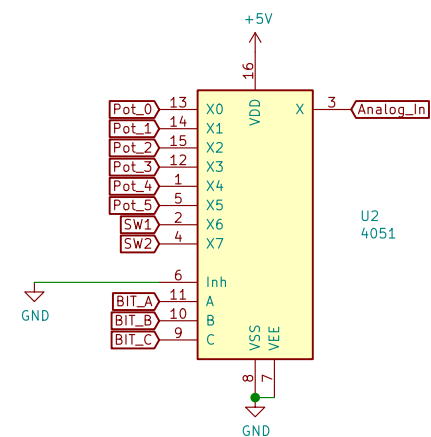 +5V
16
VDD
Pot_0 13 X0 X 3 Analog_In
Pot_1 14 X1
Pot_2 15 X2
Pot_3 12 X3
Pot_4 1 X4
Pot_5 5 X5
SW1 2 X6
SW2 4 X7
U2
4051
6 Inh
BIT_A 11 A
BIT_B 10 B
BIT_C 9 C
GND
VSS VEE
8 7
GND